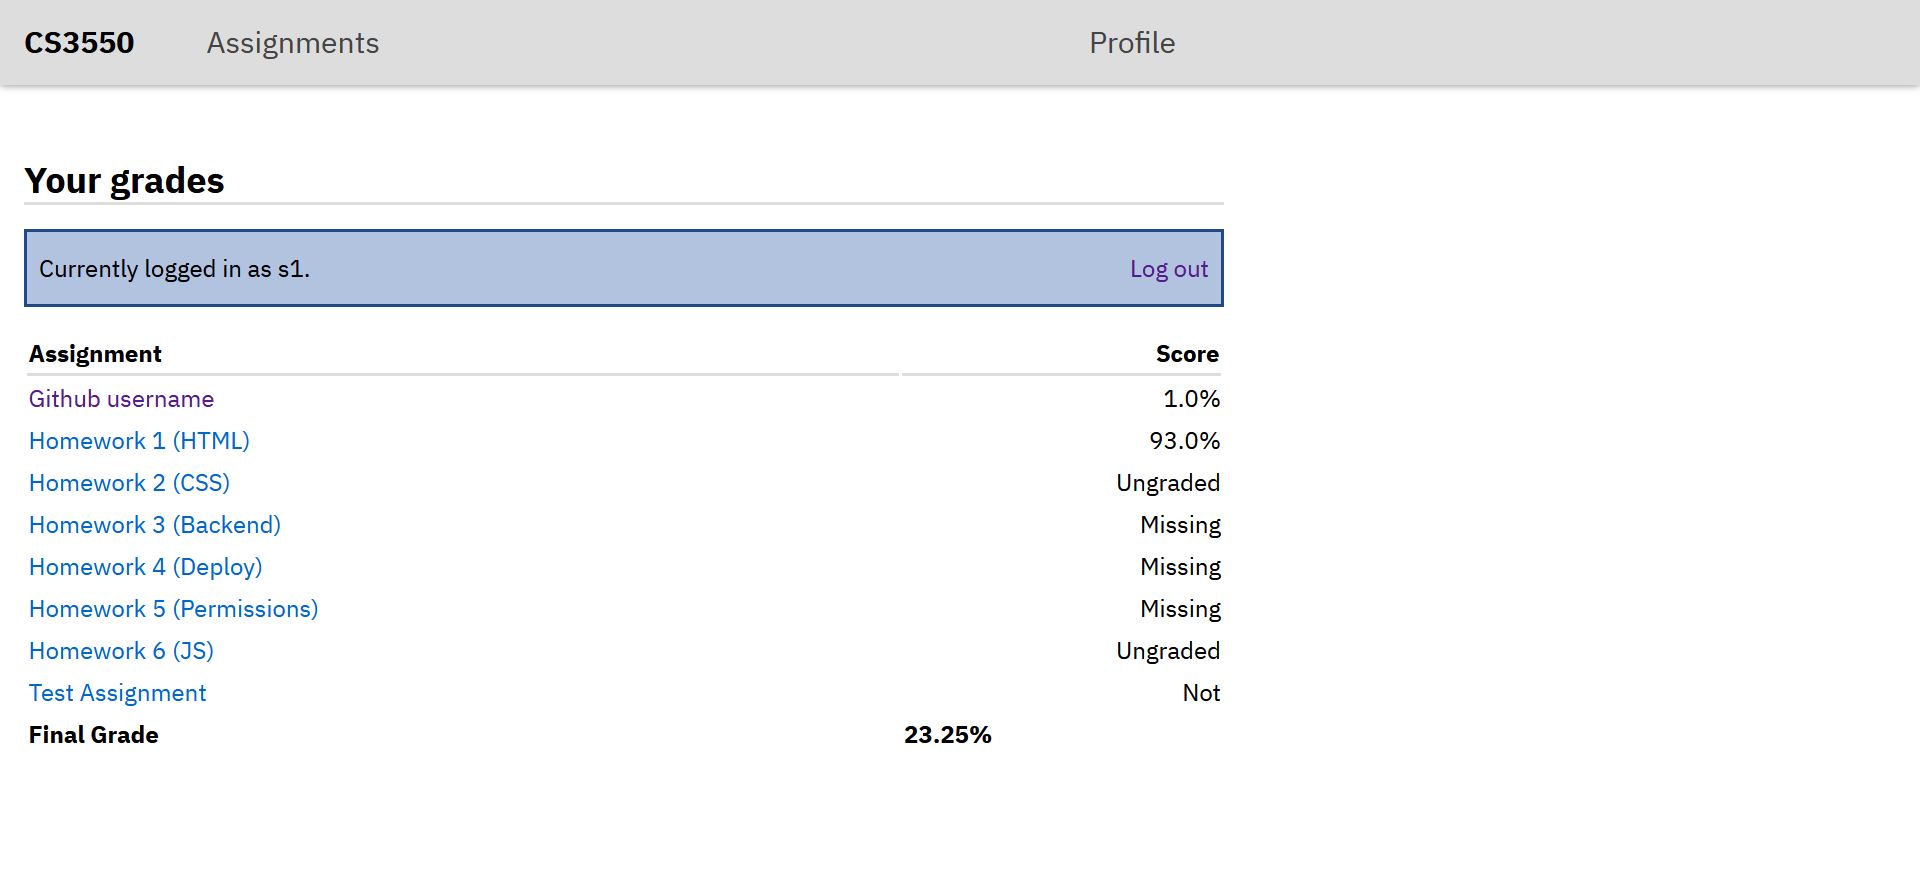 CS3550 Assignments Profile
Your grades
Currently logged in as s1. Log out
Assignment Score
Github username 1.0%
Homework 1 (HTML) 93.0%
Homework 2 (CSS) Ungraded
Homework 3 (Backend) Missing
Homework 4 (Deploy) Missing
Homework 5 (Permissions) Missing
Homework 6 (JS) Ungraded
Test Assignment Not
Final Grade 23.25%